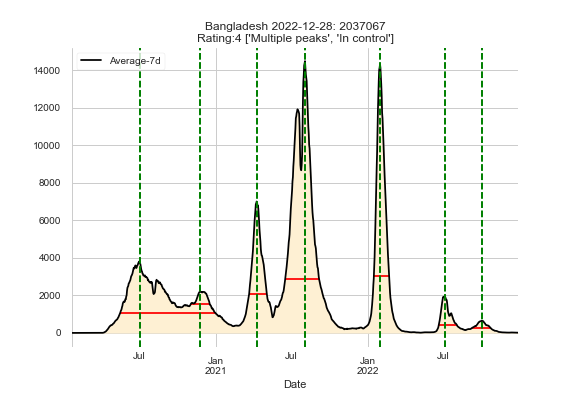 Bangladesh 2022-12-28: 2037067
Rating:4 ['Multiple peaks', 'In control']
Average-7d
14000
12000
10000
8000
6000
4000
2000
0
Jul
Jan
2021
Jul
Jan
2022
Jul
Date